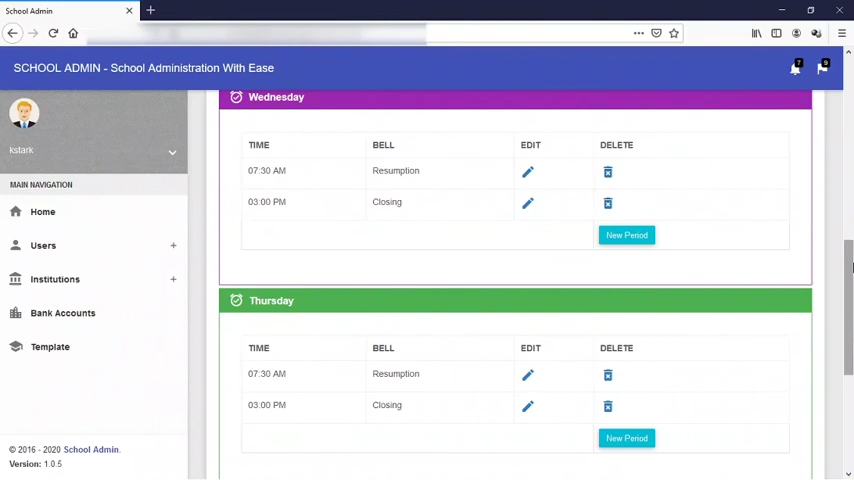 School Admin
SCHOOL ADMIN - School Administration With Ease
7
9
kstark
MAIN NAVIGATION
Home
Users
Institutions
Bank Accounts
Template
© 2016 - 2020 School Admin.
Version: 1.0.5
Wednesday
TIME BELL EDIT DELETE
07:30 AM Resumption
03:00 PM Closing
New Period
Thursday
TIME BELL EDIT DELETE
07:30 AM Resumption
03:00 PM Closing
New Period